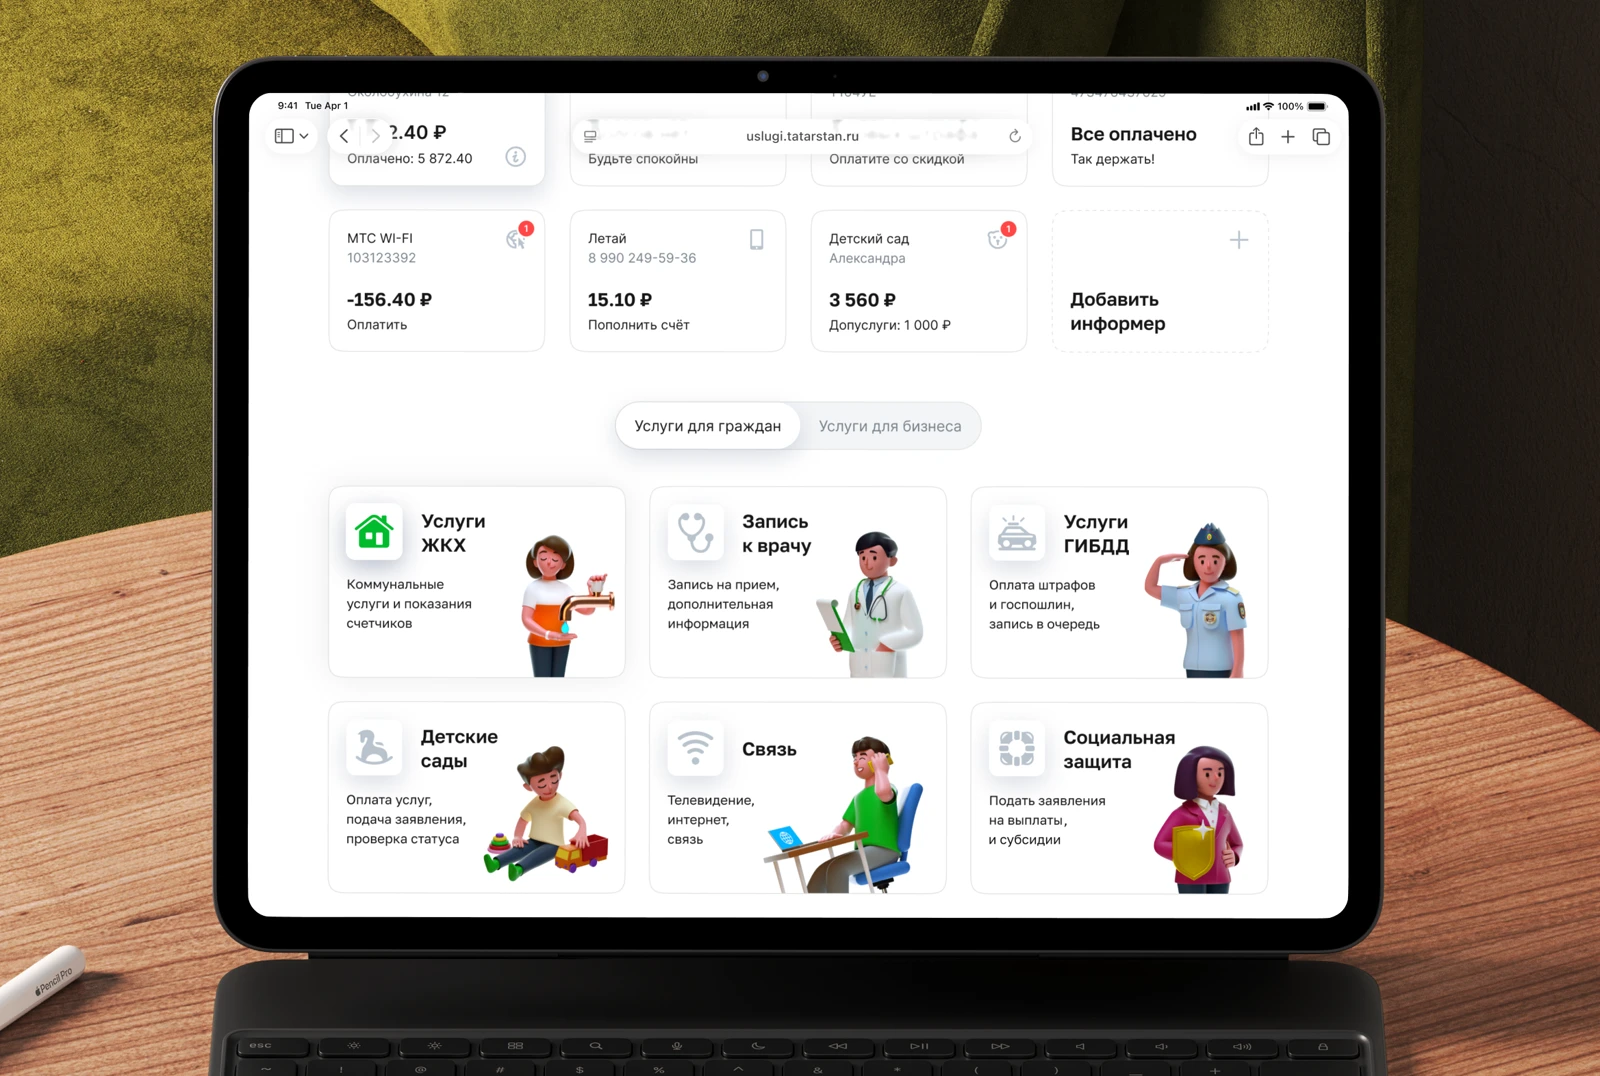 9:41 Tue Apr 1
100%
uslugi.tatarstan.ru
2.40 ₽
Оплачено: 5 872.40
Будьте спокойны
Оплатите со скидкой
Все оплачено
Так держать!
МТС WI-FI
103123392
1
-156.40 ₽
Оплатить
Летай
8 990 249-59-36
15.10 ₽
Пополнить счёт
Детский сад
Александра
1
3 560 ₽
Допуслуги: 1 000 ₽
Добавить
информер
Услуги для граждан
Услуги для бизнеса
Услуги
ЖКХ
Коммунальные
услуги и показания
счетчиков
Запись
к врачу
Запись на прием,
дополнительная
информация
Услуги
ГИБДД
Оплата штрафов
и госпошлин,
запись в очередь
Детские
сады
Оплата услуг,
подача заявления,
проверка статуса
Связь
Телевидение,
интернет,
связь
Социальная
защита
Подать заявления
на выплаты,
и субсидии
Pencil Pro
esc